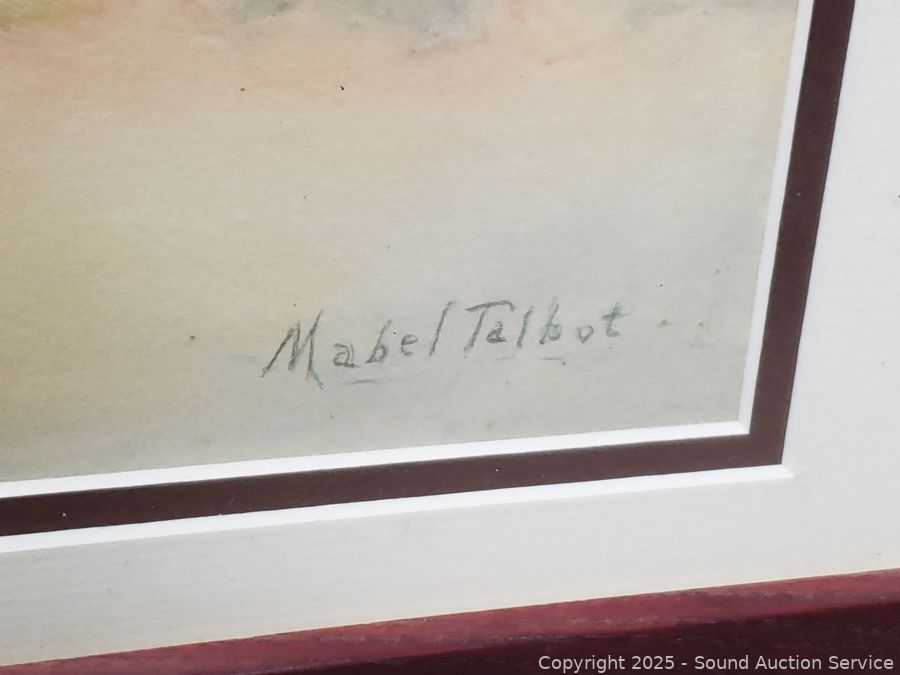 Mabel Talbot
Copyright 2025 - Sound Auction Service